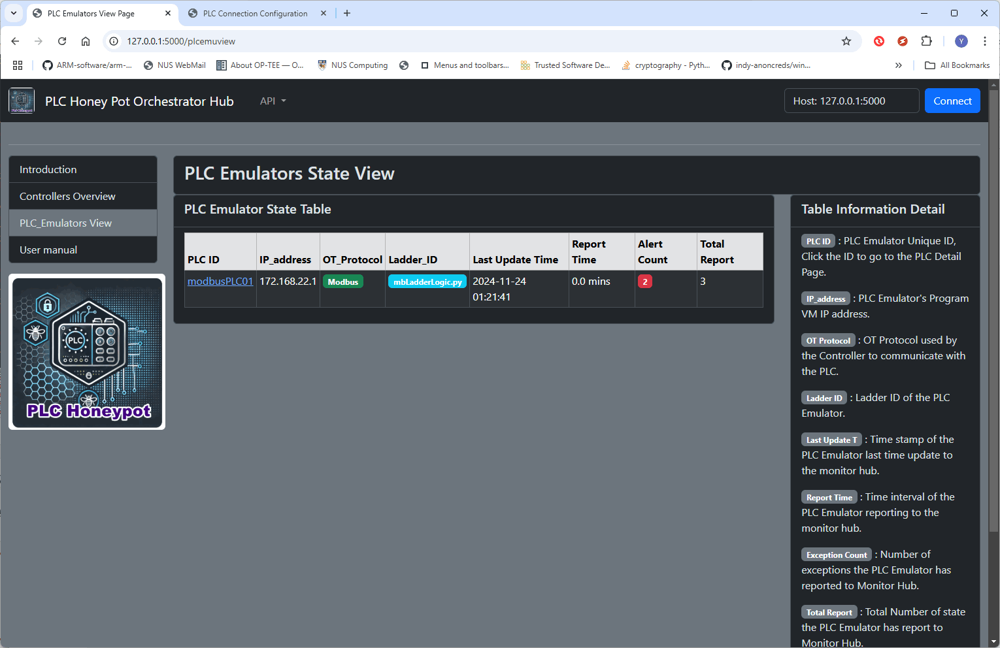 PLC Emulators View Page
PLC Connection Configuration
127.0.0.1:5000/plcemuview
Y
ARM-software/arm-...
NUS WebMail
About OP-TEE — O...
NUS Computing
Menus and toolbars...
Trusted Software De...
cryptography - Pyth...
indy-anoncreds/win...
All Bookmarks
PLC Honey Pot Orchestrator Hub
API
Host: 127.0.0.1:5000
Connect
Introduction
Controllers Overview
PLC_Emulators View
User manual
PLC
PLC Honeypot
PLC Emulators State View
PLC Emulator State Table
PLC ID IP_address OT_Protocol Ladder_ID Last Update Time Report Time Alert Count Total Report
modbusPLC01 172.168.22.1 Modbus mbLadderLogic.py 2024-11-24 01:21:41 0.0 mins 2 3
Table Information Detail
PLC ID : PLC Emulator Unique ID,
Click the ID to go to the PLC Detail
Page.
IP_address : PLC Emulator's Program
VM IP address.
OT Protocol : OT Protocol used by
the Controller to communicate with
the PLC.
Ladder ID : Ladder ID of the PLC
Emulator.
Last Update T : Time stamp of the
PLC Emulator last time update to
the monitor hub.
Report Time : Time interval of the
PLC Emulator reporting to the
monitor hub.
Exception Count : Number of
exceptions the PLC Emulator has
reported to Monitor Hub.
Total Report : Total Number of state
the PLC Emulator has report to
Monitor Hub.